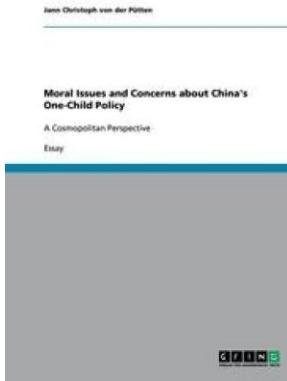 Jann Christoph von der Pütten
Moral Issues and Concerns about China's
One-Child Policy
A Cosmopolitan Perspective
Essay
GRIN